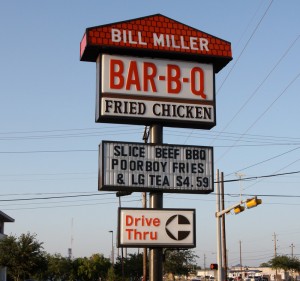 BILL MILLER
BAR-B-Q
FRIED CHICKEN
SLICE BEEF BBQ
POORBOY FRIES
& LG TEA $4.59
Drive
Thru